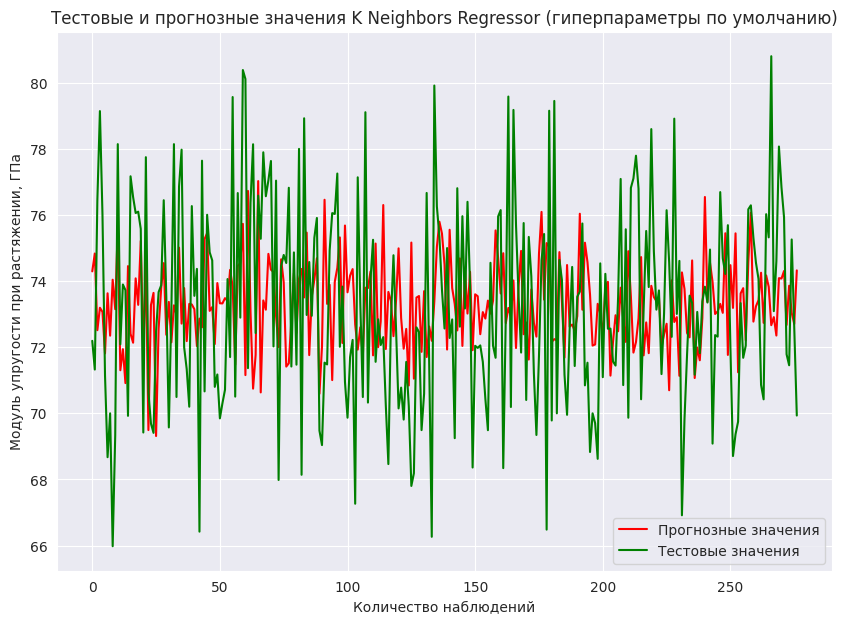 Тестовые и прогнозные значения K Neighbors Regressor (гиперпараметры по умолчанию)
Модуль упругости при растяжении, ГПа
80
78
76
74
72
70
68
66
0
50
100
150
200
250
Количество наблюдений
Прогнозные значения
Тестовые значения